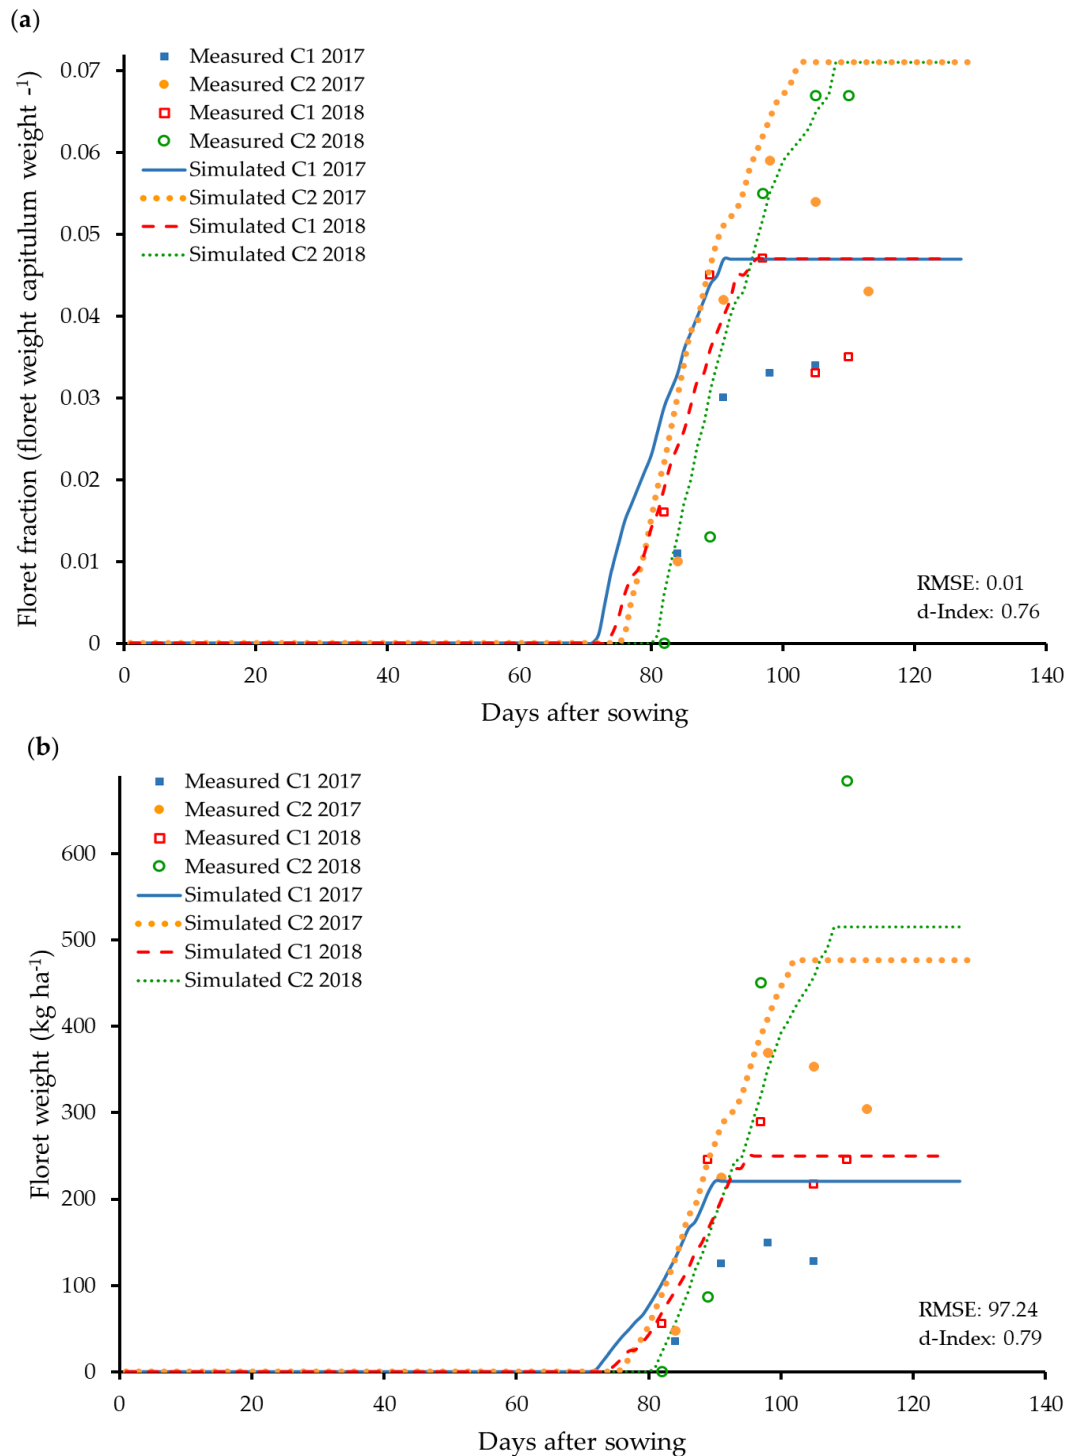 (a)
Measured C1 2017
Measured C2 2017
Measured C1 2018
Measured C2 2018
Simulated C1 2017
Simulated C2 2017
Simulated C1 2018
Simulated C2 2018
Floret fraction (floret weight capitulum weight -1)
0.07
0.06
0.05
0.04
0.03
0.02
0.01
0
RMSE: 0.01
d-Index: 0.76
0 20 40 60 80 100 120 140
Days after sowing
(b)
Measured C1 2017
Measured C2 2017
Measured C1 2018
Measured C2 2018
Simulated C1 2017
Simulated C2 2017
Simulated C1 2018
Simulated C2 2018
Floret weight (kg ha-1)
600
500
400
300
200
100
0
RMSE: 97.24
d-Index: 0.79
0 20 40 60 80 100 120 140
Days after sowing